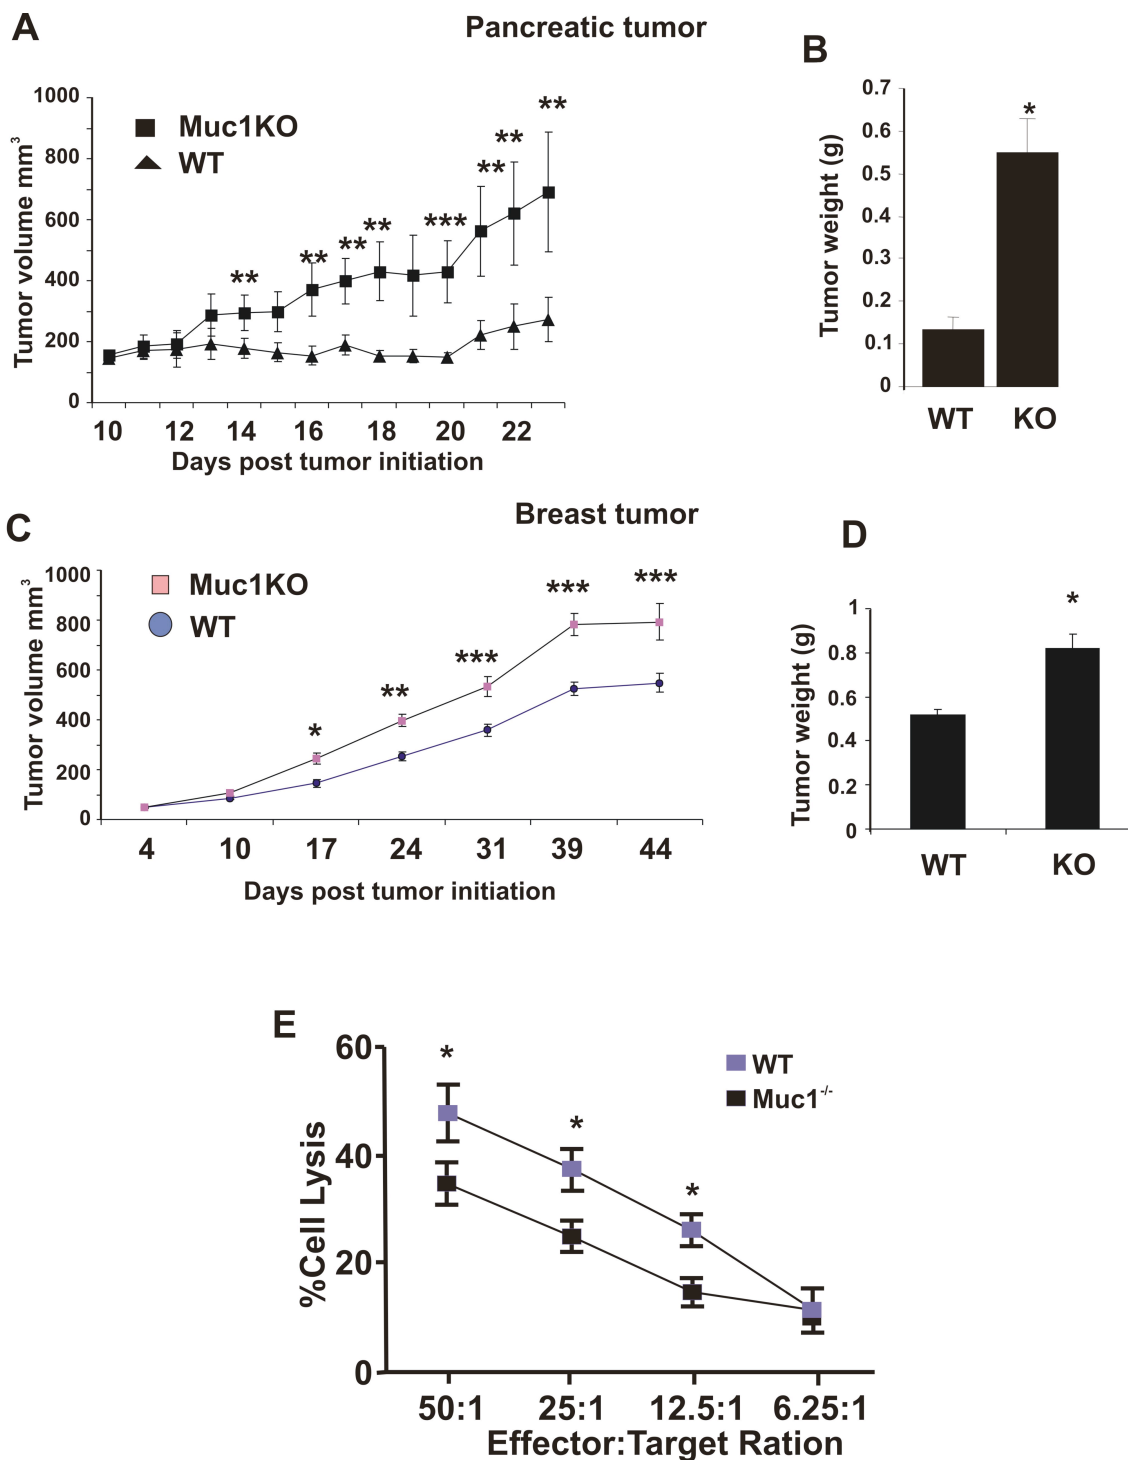 A
Pancreatic tumor
B
Tumor volume mm³
1000
800
600
400
200
0
Muc1KO
WT
**
**
**
**
***
**
**
**
10 12 14 16 18 20 22
Days post tumor initiation
Tumor weight (g)
0.7
0.6
0.5
0.4
0.3
0.2
0.1
0
*
WT KO
C
Breast tumor
D
Tumor volume mm³
1000
800
600
400
200
0
Muc1KO
WT
*
**
***
***
***
4 10 17 24 31 39 44
Days post tumor initiation
Tumor weight (g)
1
0.8
0.6
0.4
0.2
0
*
WT KO
E
%Cell Lysis
60
40
20
0
*
*
*
WT
Muc1-/-
50:1 25:1 12.5:1 6.25:1
Effector:Target Ration